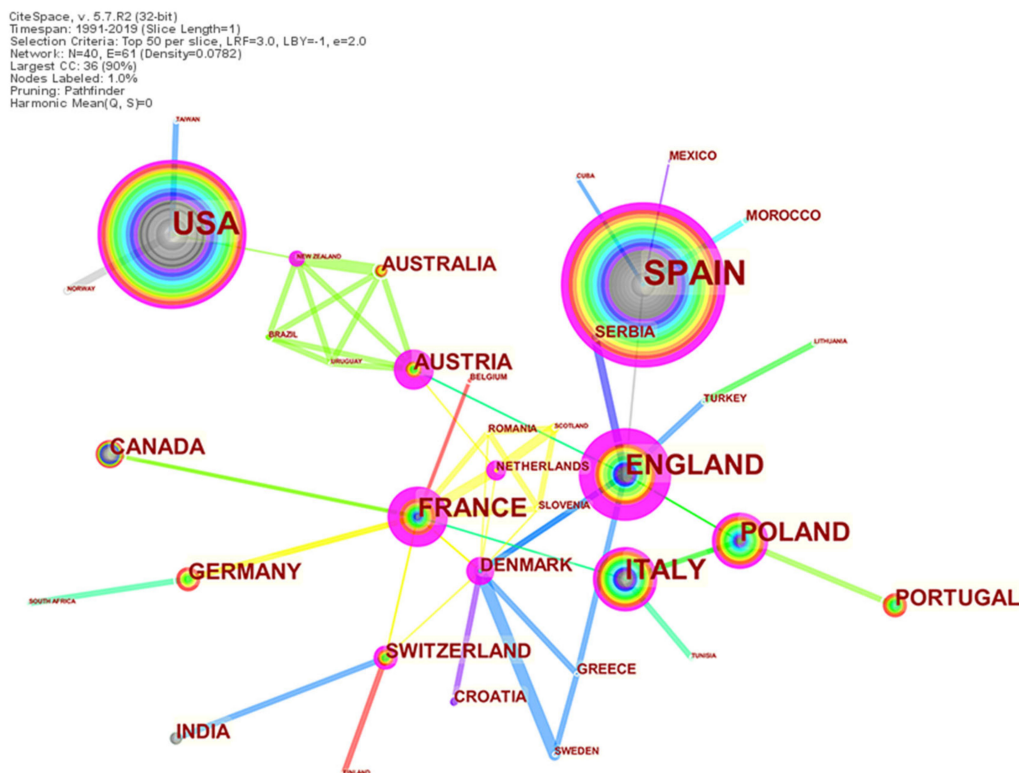 CiteSpace, v. 5.7.R2 (32-bit)
Timespan: 1991-2019 (Slice Length=1)
Selection Criteria: Top 50 per slice, LRF=3.0, LBY=-1, e=2.0
Network: N=40, E=61 (Density=0.0782)
Largest CC: 36 (90%)
Nodes Labeled: 1.0%
Pruning: Pathfinder
Harmonic Mean(Q, S)=0
TAIWAN
MEXICO
CUBA
MOROCCO
USA
NEW ZEALAND
AUSTRALIA
SPAIN
NORWAY
BRAZIL
SERBIA
LITHUANIA
URUGUAY
AUSTRIA
BELGIUM
TURKEY
ROMANIA
SCOTLAND
CANADA
NETHERLANDS
ENGLAND
FRANCE
SLOVENIA
POLAND
GERMANY
DENMARK
ITALY
SOUTH AFRICA
PORTUGAL
SWITZERLAND
TUNISIA
GREECE
CROATIA
INDIA
SWEDEN
FINLAND